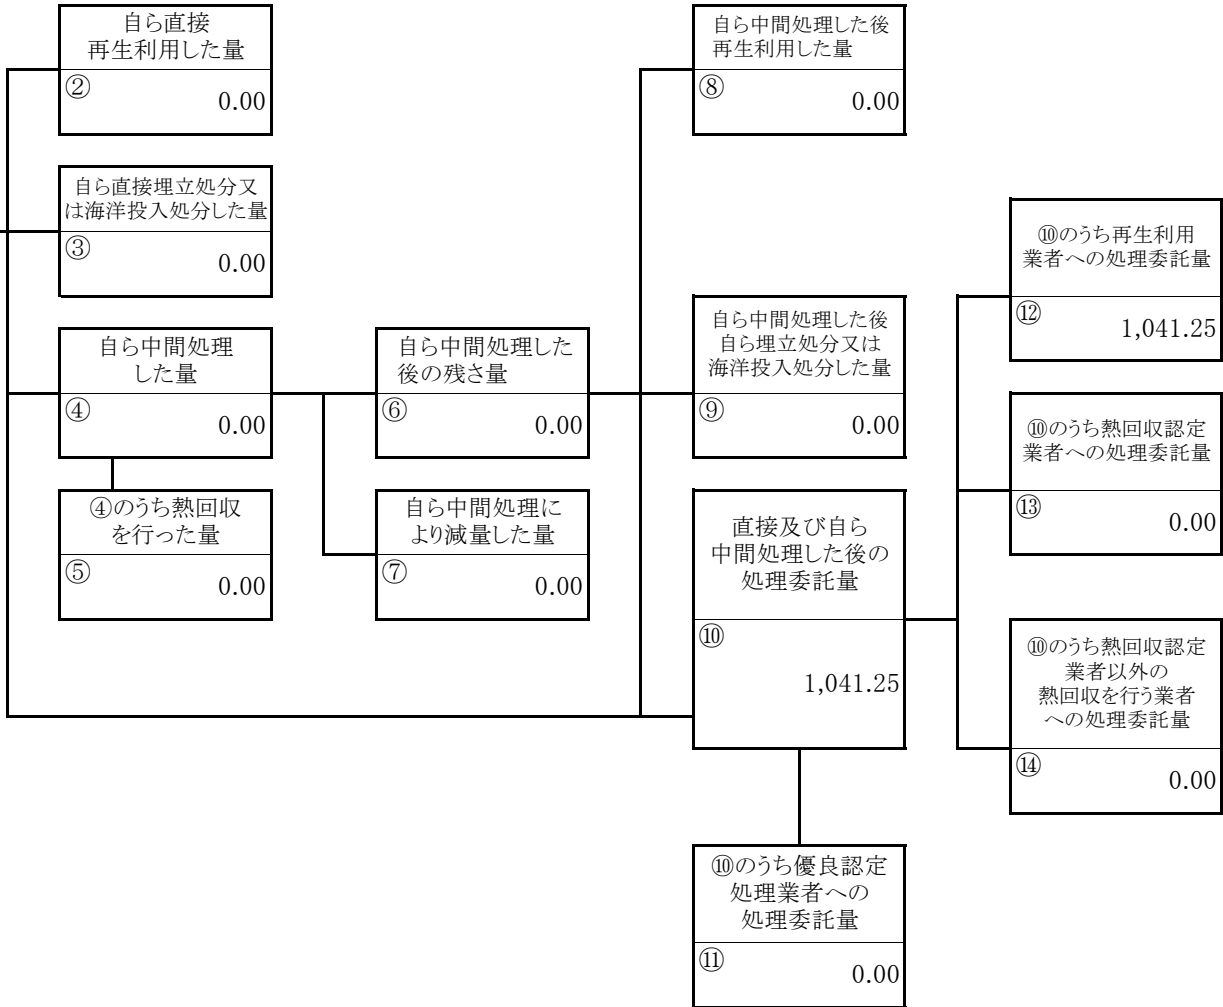 自ら直接
再生利用した量
②
0.00
自ら直接埋立処分又
は海洋投入処分した量
③
0.00
自ら中間処理
した量
④
0.00
④のうち熱回収
を行った量
⑤
0.00
自ら中間処理した
後の残さ量
⑥
0.00
自ら中間処理に
より減量した量
⑦
0.00
自ら中間処理した後
再生利用した量
⑧
0.00
自ら中間処理した後
自ら埋立処分又は
海洋投入処分した量
⑨
0.00
直接及び自ら
中間処理した後の
処理委託量
⑩
1,041.25
⑩のうち優良認定
処理業者への
処理委託量
⑪
0.00
⑩のうち再生利用
業者への処理委託量
⑫
1,041.25
⑩のうち熱回収認定
業者への処理委託量
⑬
0.00
⑩のうち熱回収認定
業者以外の
熱回収を行う業者
への処理委託量
⑭
0.00